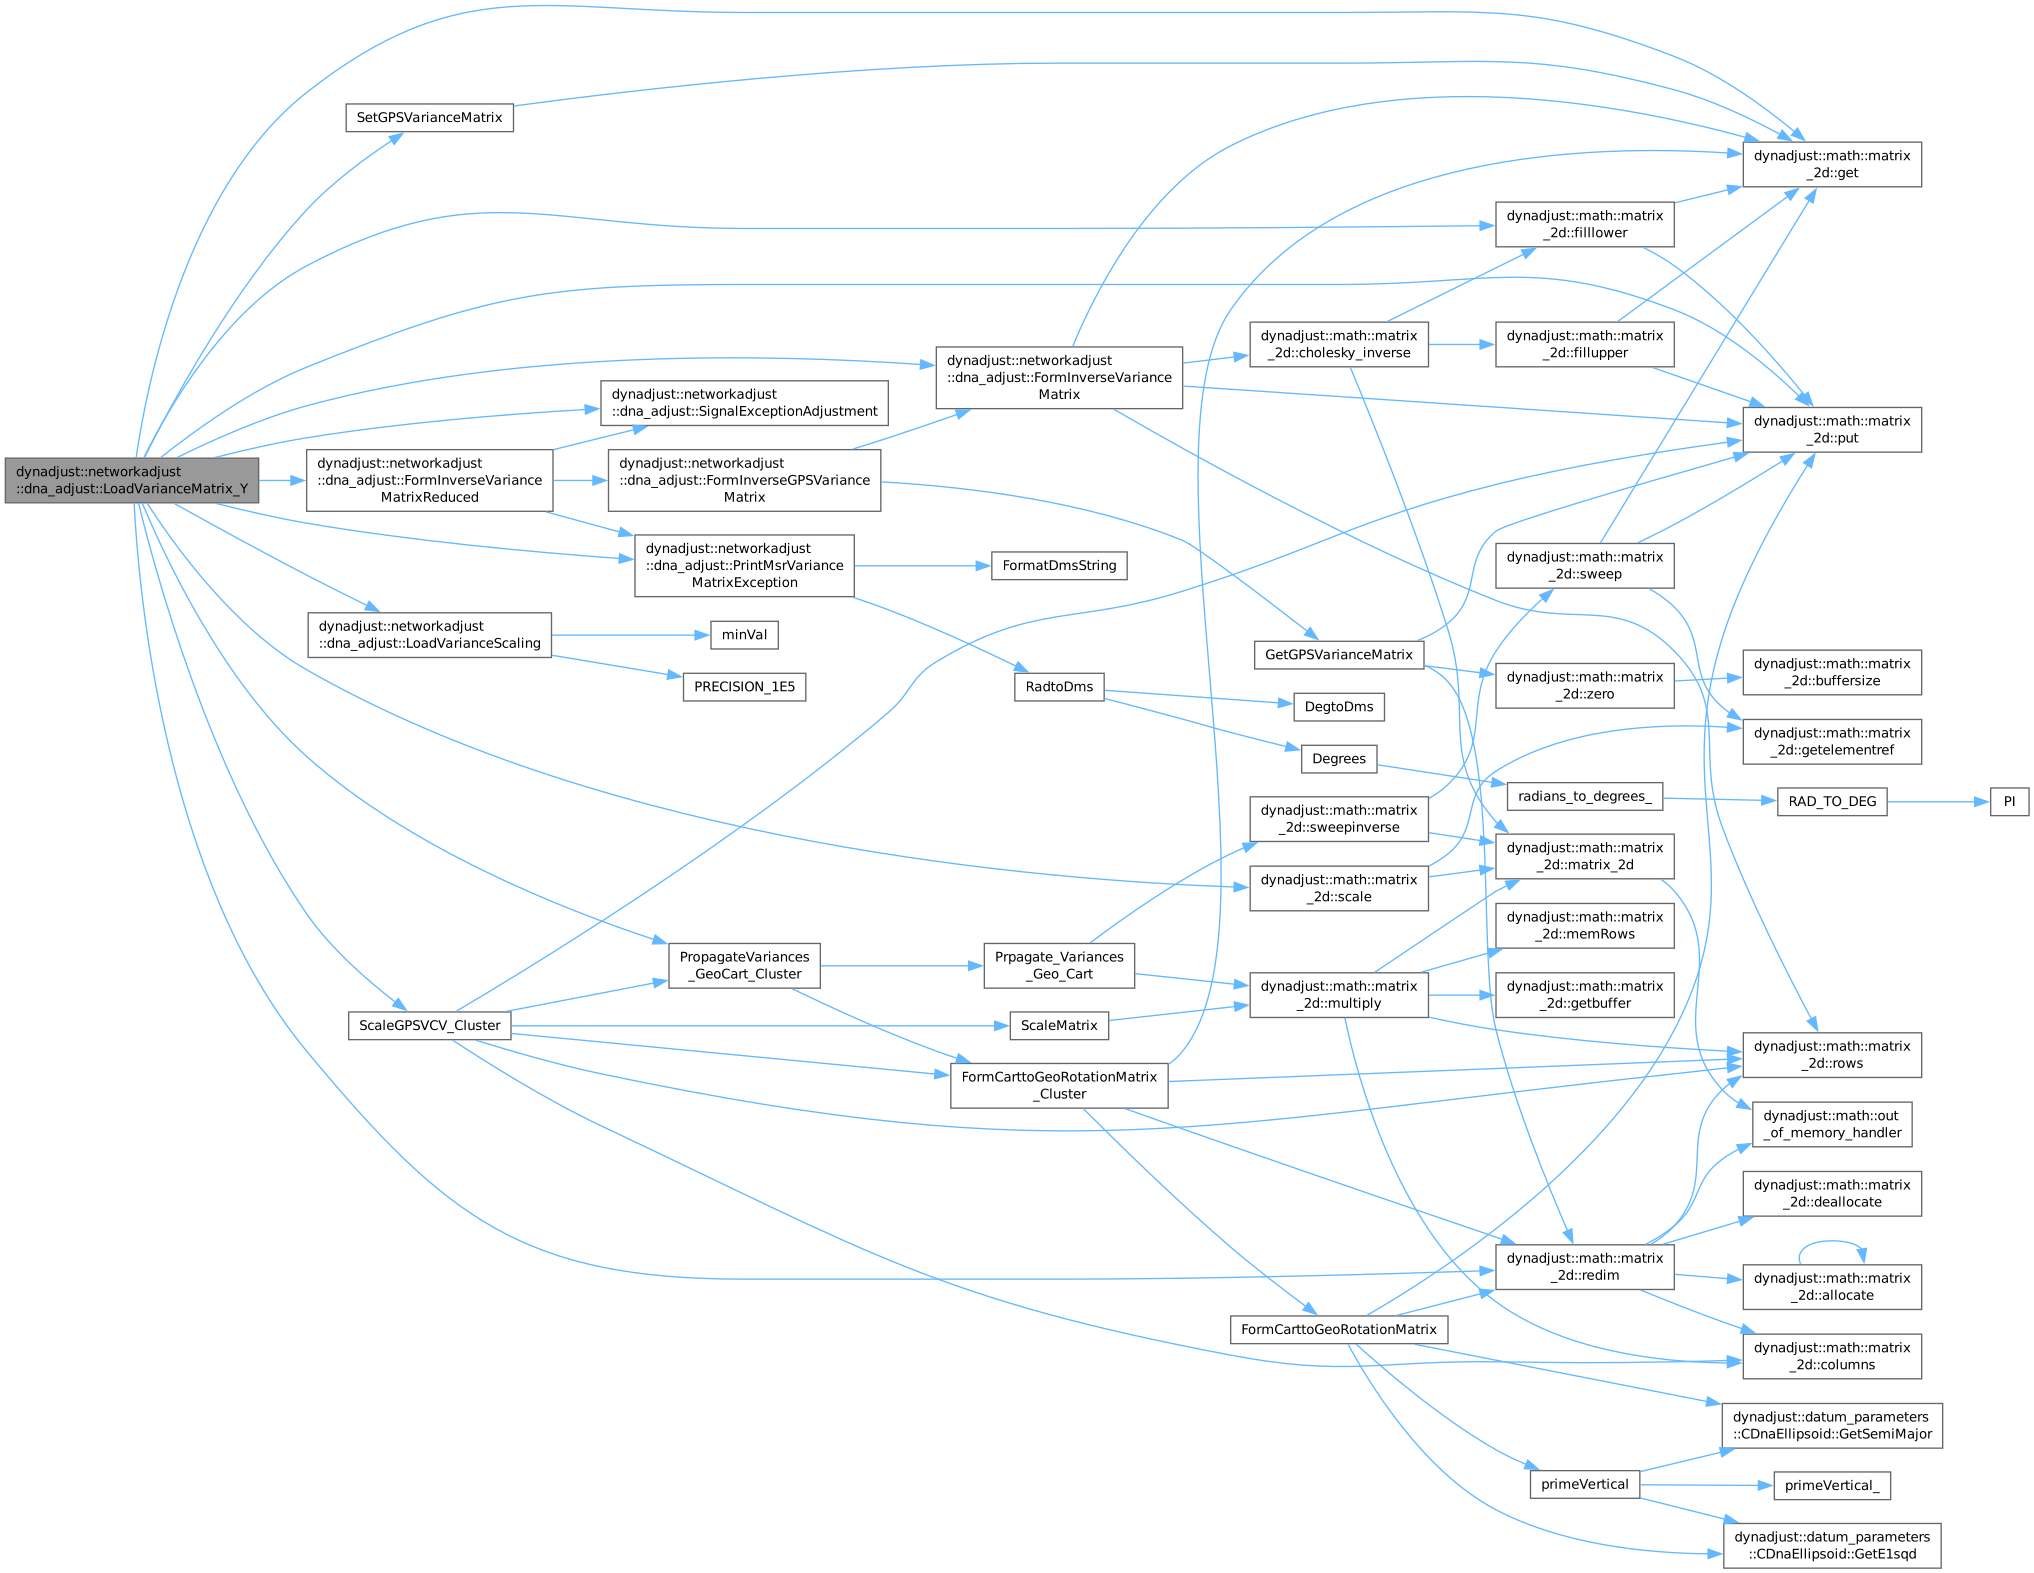 dynadjust::networkadjust
::dna_adjust::LoadVarianceMatrix_Y
SetGPSVarianceMatrix
dynadjust::networkadjust
::dna_adjust::SignalExceptionAdjustment
dynadjust::networkadjust
::dna_adjust::FormInverseVariance
MatrixReduced
dynadjust::networkadjust
::dna_adjust::FormInverseGPSVariance
Matrix
dynadjust::networkadjust
::dna_adjust::PrintMsrVariance
MatrixException
dynadjust::networkadjust
::dna_adjust::LoadVarianceScaling
minVal
PRECISION_1E5
PropagateVariances
_GeoCart_Cluster
ScaleGPSVCV_Cluster
dynadjust::networkadjust
::dna_adjust::FormInverseVariance
Matrix
FormatDmsString
RadtoDms
Prpagate_Variances
_Geo_Cart
ScaleMatrix
FormCarttoGeoRotationMatrix
_Cluster
dynadjust::math::matrix
_2d::cholesky_inverse
GetGPSVarianceMatrix
DegtoDms
Degrees
dynadjust::math::matrix
_2d::sweepinverse
dynadjust::math::matrix
_2d::scale
dynadjust::math::matrix
_2d::multiply
FormCarttoGeoRotationMatrix
dynadjust::math::matrix
_2d::filllower
dynadjust::math::matrix
_2d::fillupper
dynadjust::math::matrix
_2d::sweep
dynadjust::math::matrix
_2d::zero
radians_to_degrees_
dynadjust::math::matrix
_2d::matrix_2d
dynadjust::math::matrix
_2d::memRows
dynadjust::math::matrix
_2d::getbuffer
dynadjust::math::matrix
_2d::redim
primeVertical
dynadjust::math::matrix
_2d::get
dynadjust::math::matrix
_2d::put
dynadjust::math::matrix
_2d::buffersize
dynadjust::math::matrix
_2d::getelementref
RAD_TO_DEG
PI
dynadjust::math::matrix
_2d::rows
dynadjust::math::out
_of_memory_handler
dynadjust::math::matrix
_2d::deallocate
dynadjust::math::matrix
_2d::allocate
dynadjust::math::matrix
_2d::columns
dynadjust::datum_parameters
::CDnaEllipsoid::GetSemiMajor
primeVertical_
dynadjust::datum_parameters
::CDnaEllipsoid::GetE1sqd